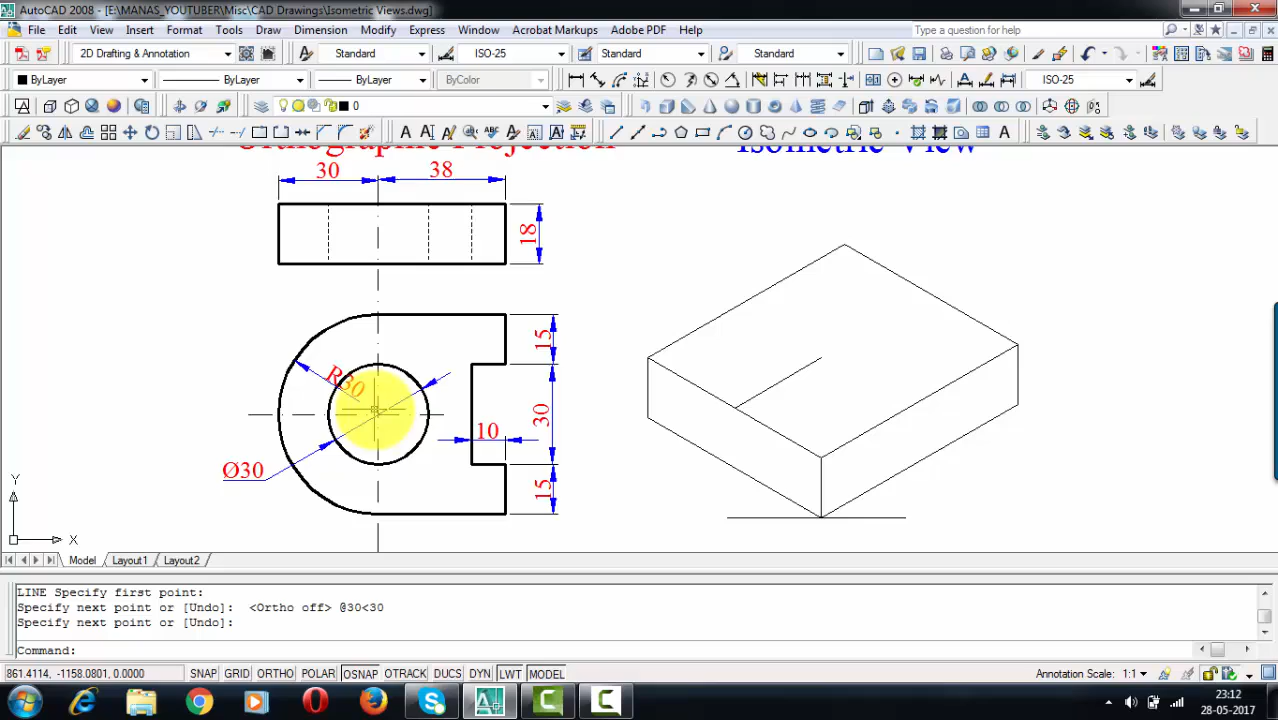 AutoCAD 2008 - [E:\MANAS_YOUTUBER\Misc\CAD Drawings\Isometric Views.dwg]
File Edit View Insert Format Tools Draw Dimension Modify Express Window Acrobat Markups Adobe PDF Help Type a question for help
2D Drafting & Annotation Standard ISO-25 Standard Standard
ByLayer ByLayer ByLayer ByColor ISO-25
0
Orthographic Projection Isometric View
30 38
18
15
R30
30
10
Ø30
15
Y
X
Model Layout1 Layout2
LINE Specify first point:
Specify next point or [Undo]: <Ortho off> @30<30
Specify next point or [Undo]:
Command:
861.4114, -1158.0801, 0.0000 SNAP GRID ORTHO POLAR OSNAP OTRACK DUCS DYN LWT MODEL Annotation Scale: 1:1
23:12
28-05-2017